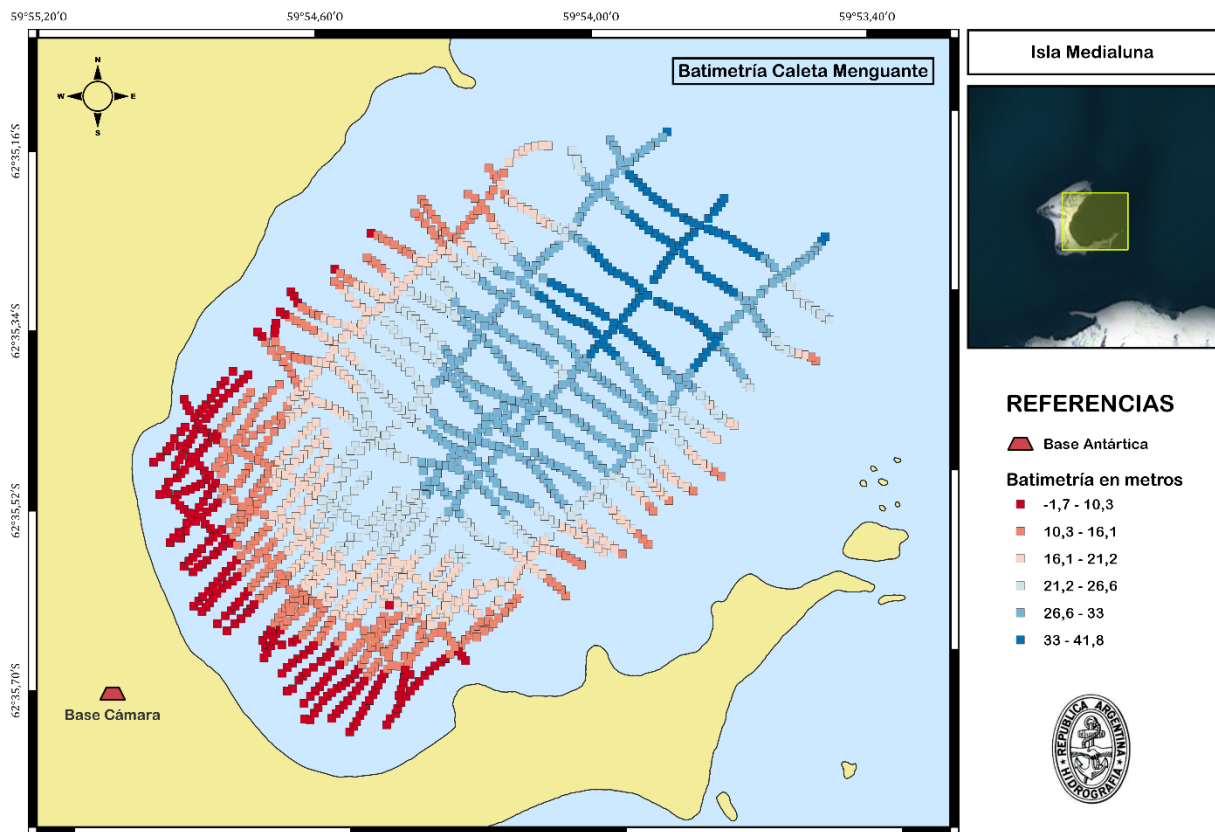 59°55,20'O
59°54,60'O
59°54,00'O
59°53,40'O
62°35,16'S
62°35,34'S
62°35,52'S
62°35,70'S
N
W
E
S
Batimetría Caleta Menguante
Base Cámara
Isla Medialuna
REFERENCIAS
Base Antártica
Batimetría en metros
-1,7 - 10,3
10,3 - 16,1
16,1 - 21,2
21,2 - 26,6
26,6 - 33
33 - 41,8
REPUBLICA ARGENTINA
HIDROGRAFIA